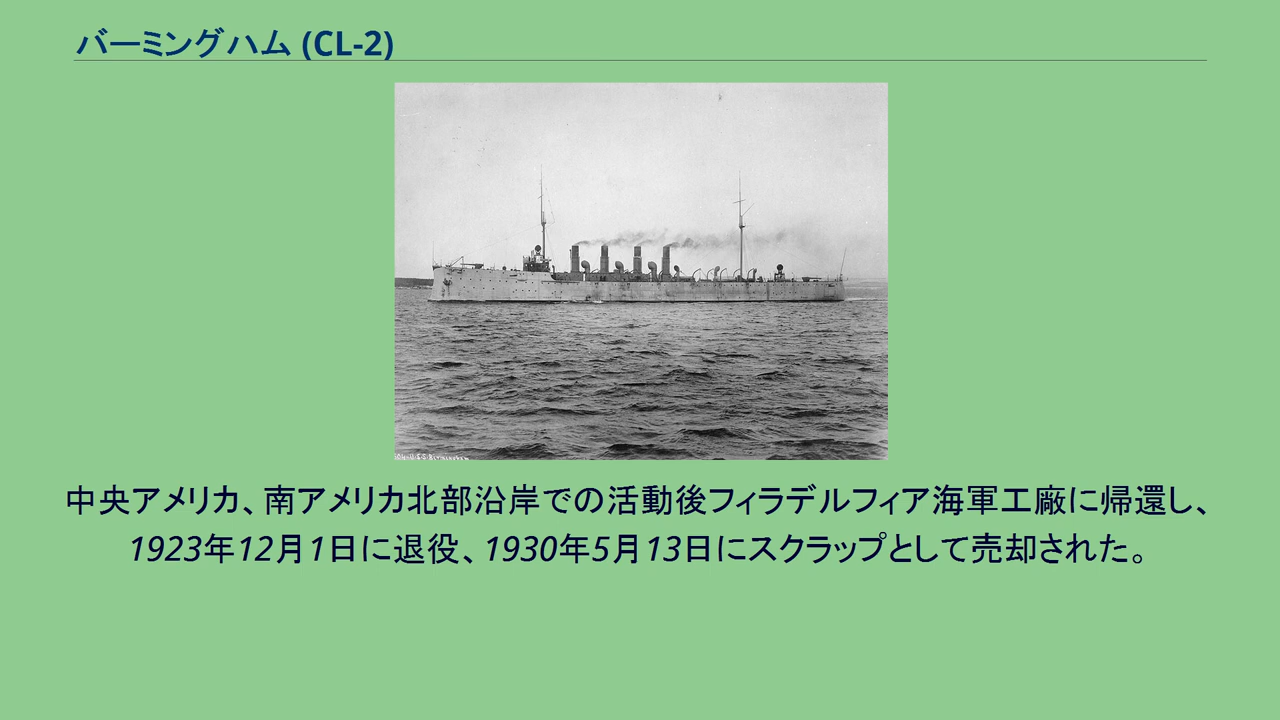 バーミングハム (CL-2)
中央アメリカ、南アメリカ北部沿岸での活動後フィラデルフィア海軍工廠に帰還し、
1923年12月1日に退役、1930年5月13日にスクラップとして売却された。